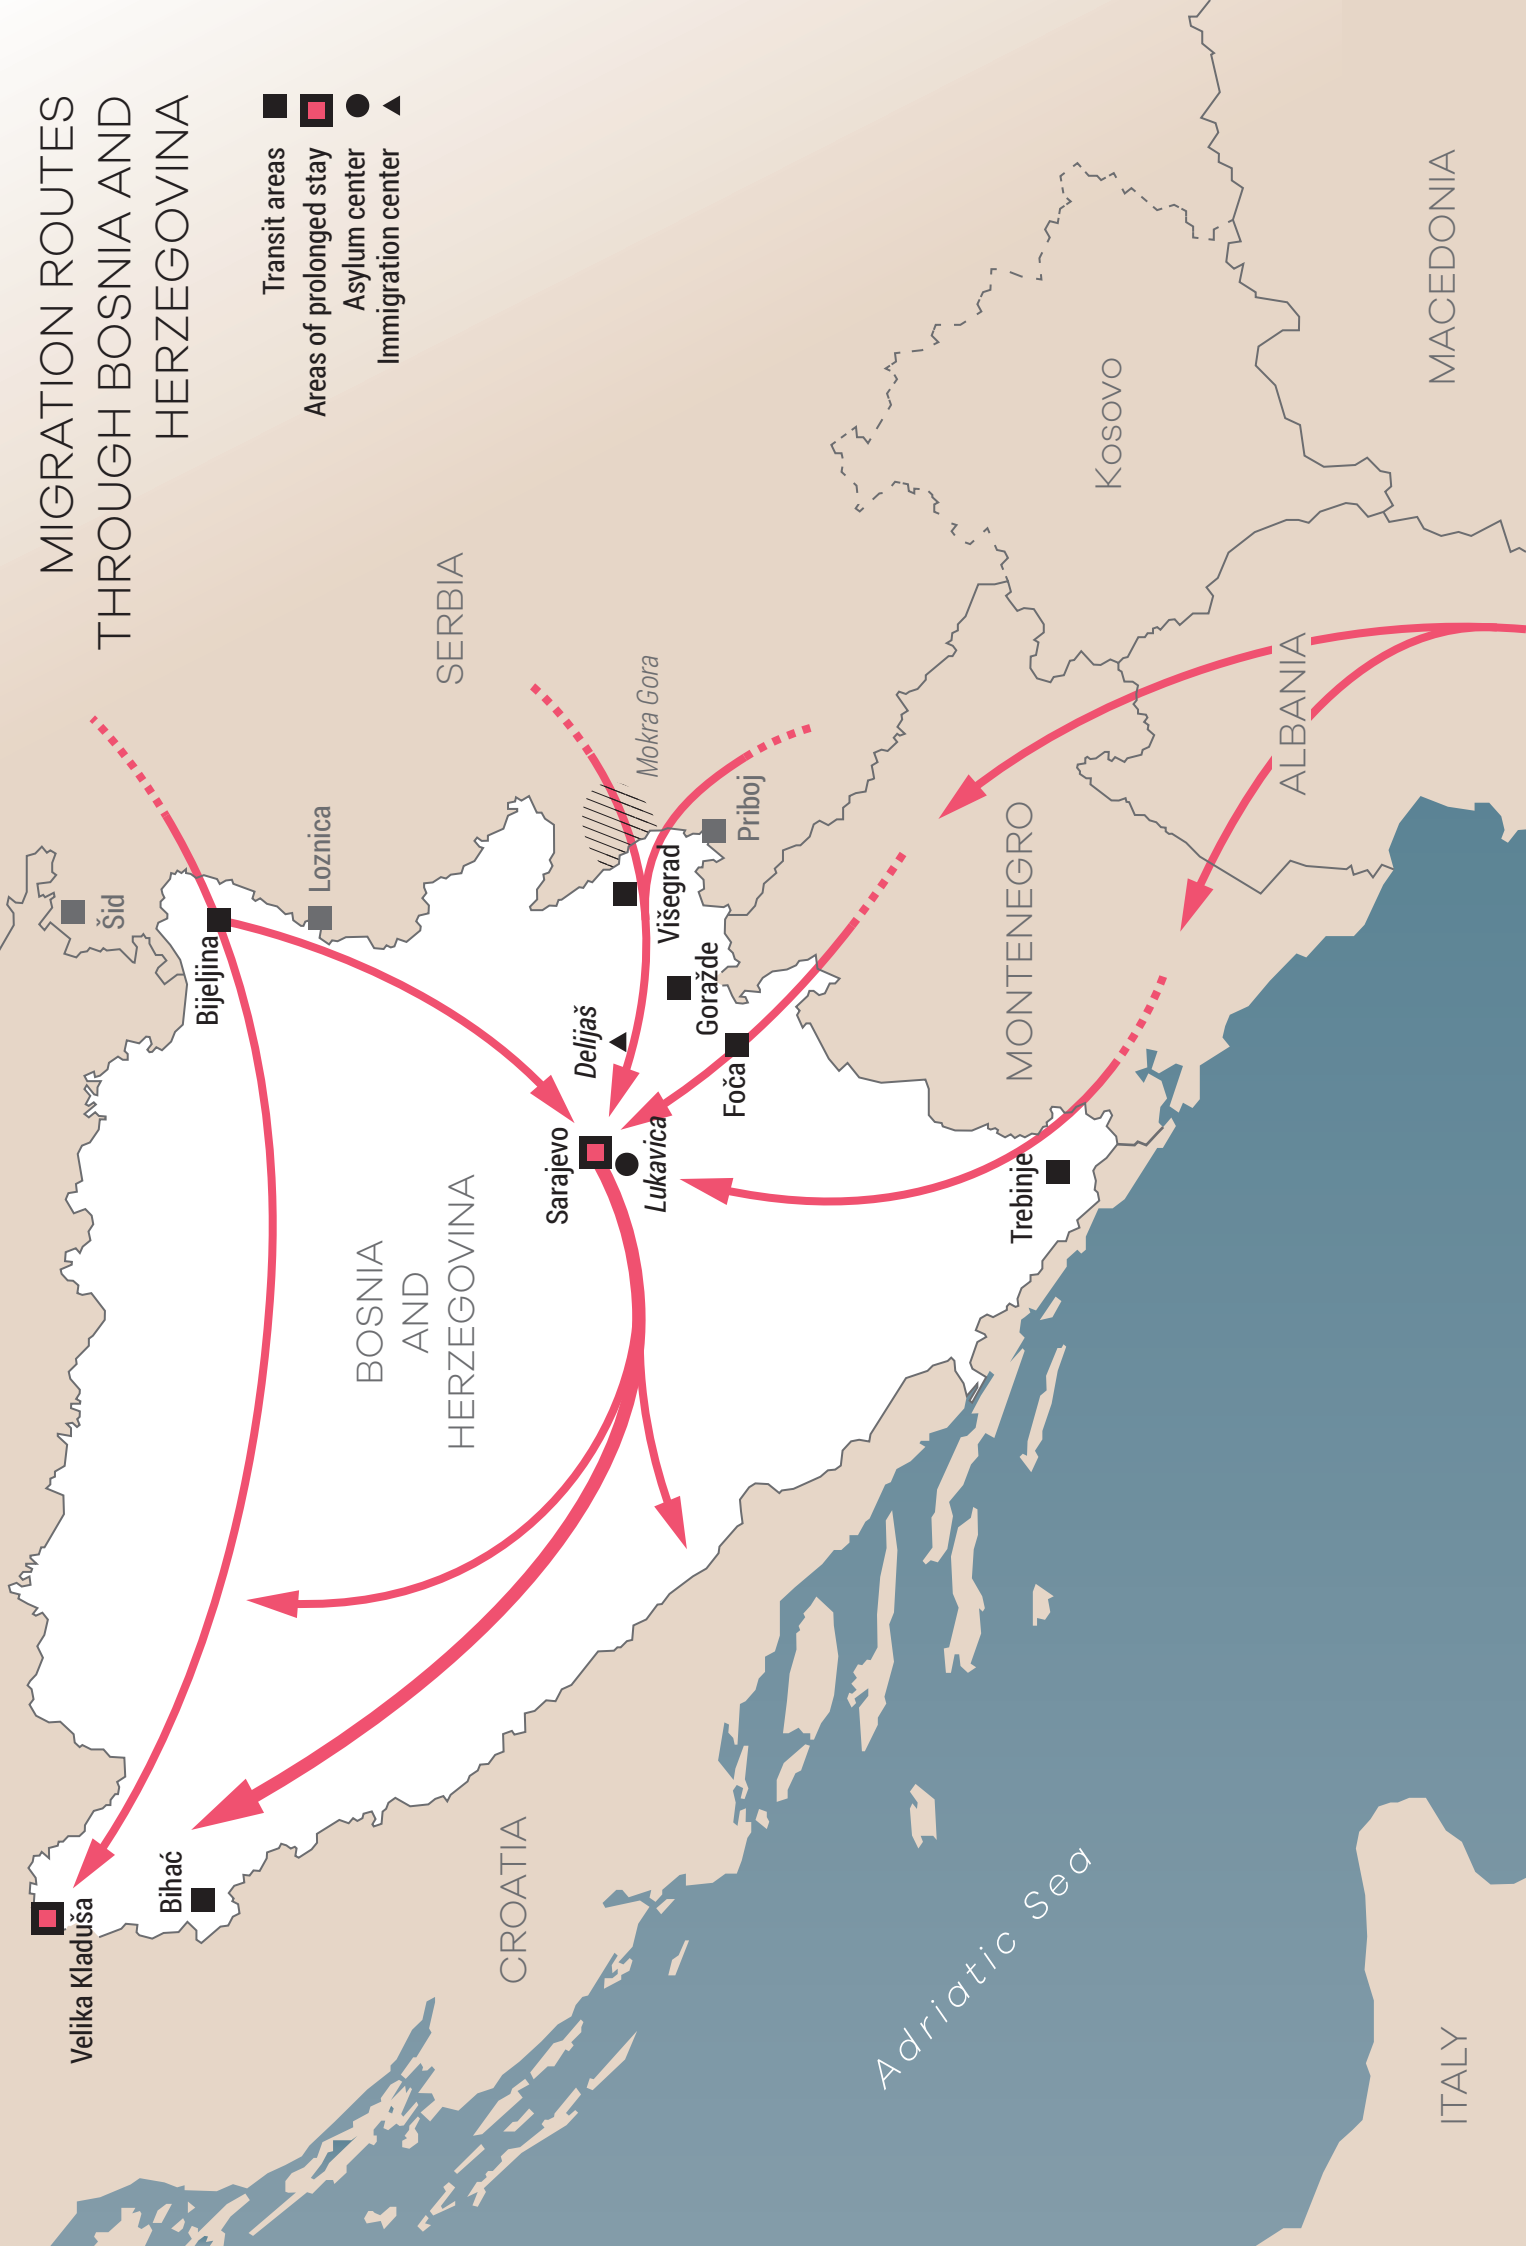 MIGRATION ROUTES
THROUGH BOSNIA AND
HERZEGOVINA
Transit areas
Areas of prolonged stay
Asylum center
Immigration center
Velika Kladuša
Bihać
Bijeljina
Šid
Loznica
SERBIA
BOSNIA
AND
HERZEGOVINA
CROATIA
Sarajevo
Lukavica
Delijaš
Višegrad
Mokra Gora
Goražde
Priboj
Foča
Trebinje
MONTENEGRO
KOSOVO
ALBANIA
MACEDONIA
Adriatic Sea
ITALY